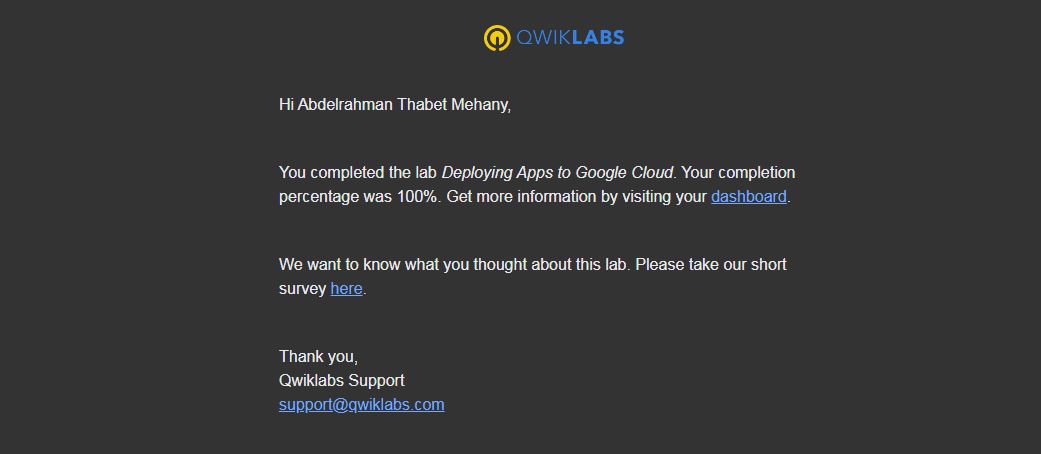 QWIKLABS
Hi Abdelrahman Thabet Mehany,
You completed the lab Deploying Apps to Google Cloud. Your completion
percentage was 100%. Get more information by visiting your dashboard.
We want to know what you thought about this lab. Please take our short
survey here.
Thank you,
Qwiklabs Support
support@qwiklabs.com